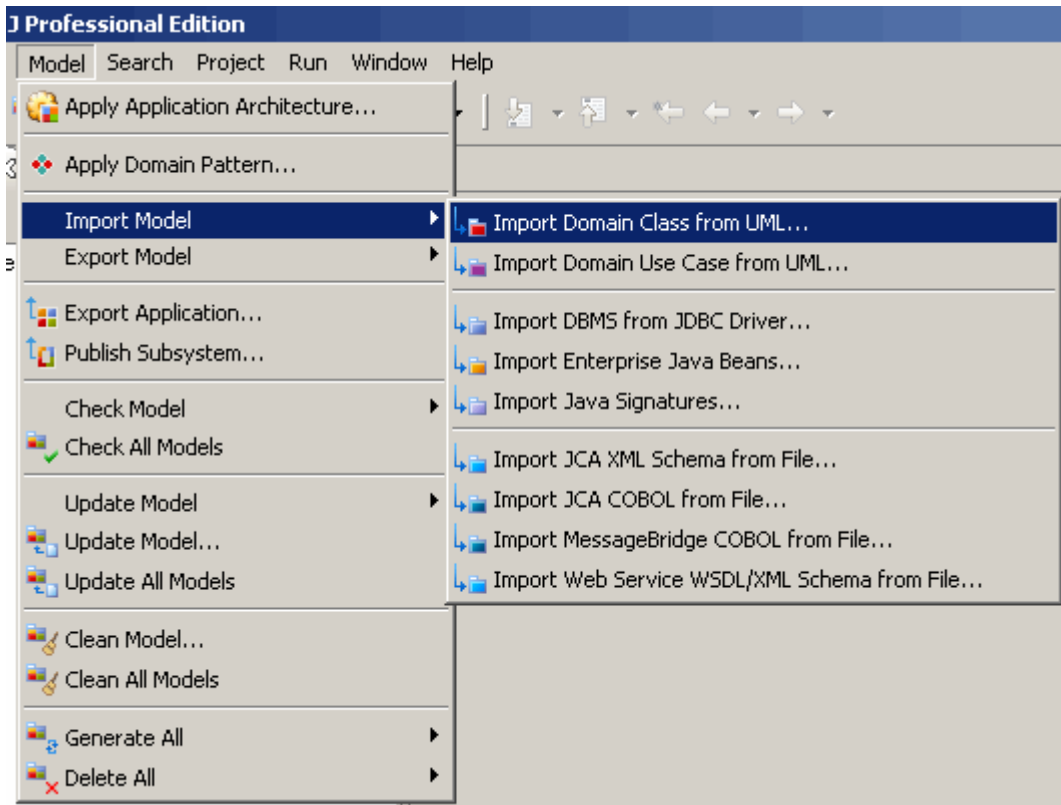 J Professional Edition
Model Search Project Run Window Help
Apply Application Architecture...
Apply Domain Pattern...
Import Model
Export Model
Export Application...
Publish Subsystem...
Check Model
Check All Models
Update Model
Update Model...
Update All Models
Clean Model...
Clean All Models
Generate All
Delete All
Import Domain Class from UML...
Import Domain Use Case from UML...
Import DBMS from JDBC Driver...
Import Enterprise Java Beans...
Import Java Signatures...
Import JCA XML Schema from File...
Import JCA COBOL from File...
Import MessageBridge COBOL from File...
Import Web Service WSDL/XML Schema from File...